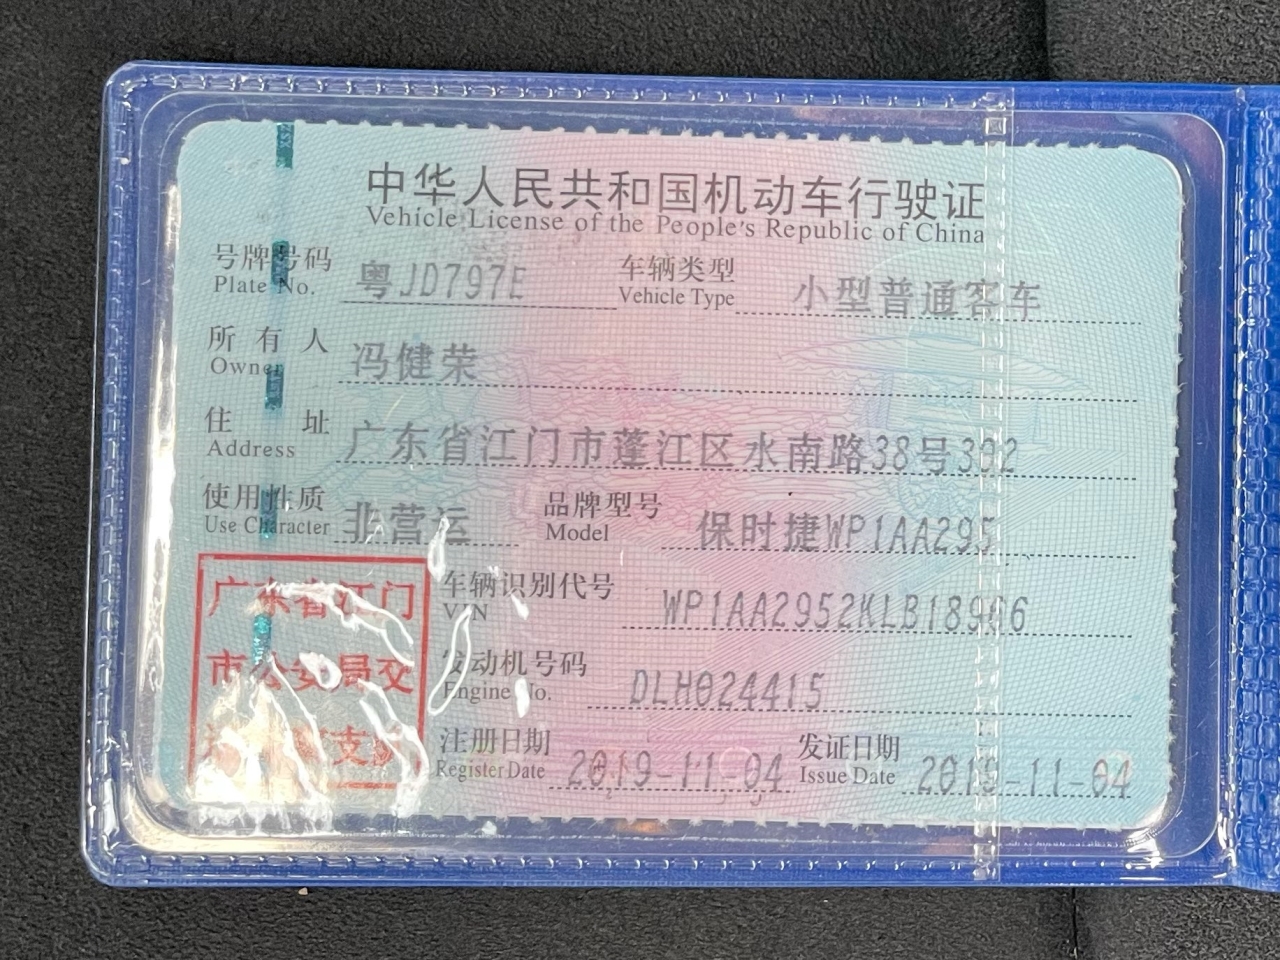 中华人民共和国机动车行驶证
Vehicle License of the People's Republic of China
号牌号码 粤JD797E 车辆类型 小型普通客车
Plate No. Vehicle Type
所有人 冯健荣
Owner
住址 广东省江门市蓬江区水南路38号392
Address
使用性质 非营运 品牌型号 保时捷WP1AA295
Use Character Model
车辆识别代号 WP1AA2952KLB18966
VIN
发动机号码 DLH024415
Engine No.
注册日期 2019-11-04 发证日期 2019-11-04
Register Date Issue Date
广东省江门
市公安局交
支队